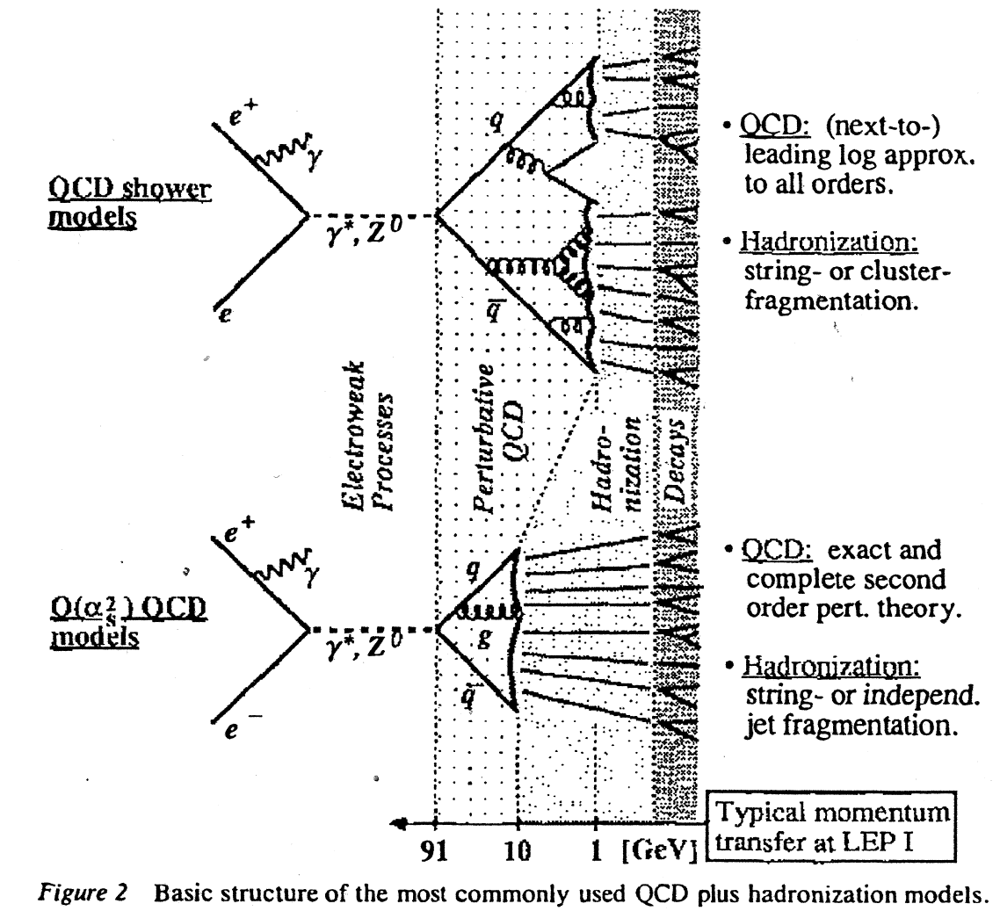 e+
γ
QCD shower
models
γ*, Z0
e
q
q̄
• QCD: (next-to-)
leading log approx.
to all orders.
• Hadronization:
string- or cluster-
fragmentation.
Electroweak
Processes
Perturbative
QCD
Hadro-
nization
Decays
e+
γ
O(αs2) QCD
models
γ*, Z0
e-
q
g
q̄
• QCD: exact and
complete second
order pert. theory.
• Hadronization:
string- or independ.
jet fragmentation.
91 10 1 [GeV]
Typical momentum
transfer at LEP I
Figure 2 Basic structure of the most commonly used QCD plus hadronization models.